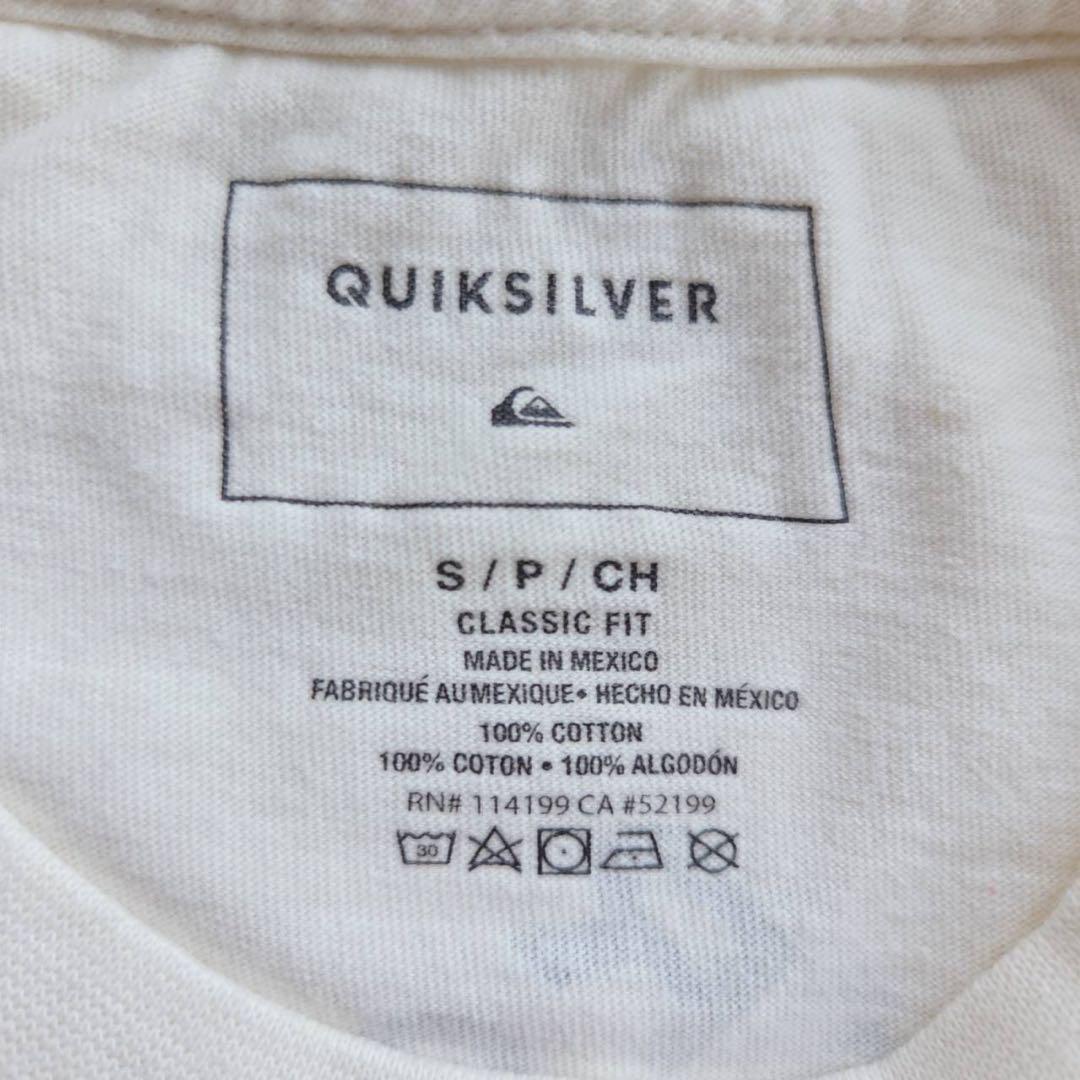 QUIKSILVER
S / P / CH
CLASSIC FIT
MADE IN MEXICO
FABRIQUÉ AU MEXIQUE • HECHO EN MÉXICO
100% COTTON
100% COTON • 100% ALGODÓN
RN# 114199 CA #52199
30